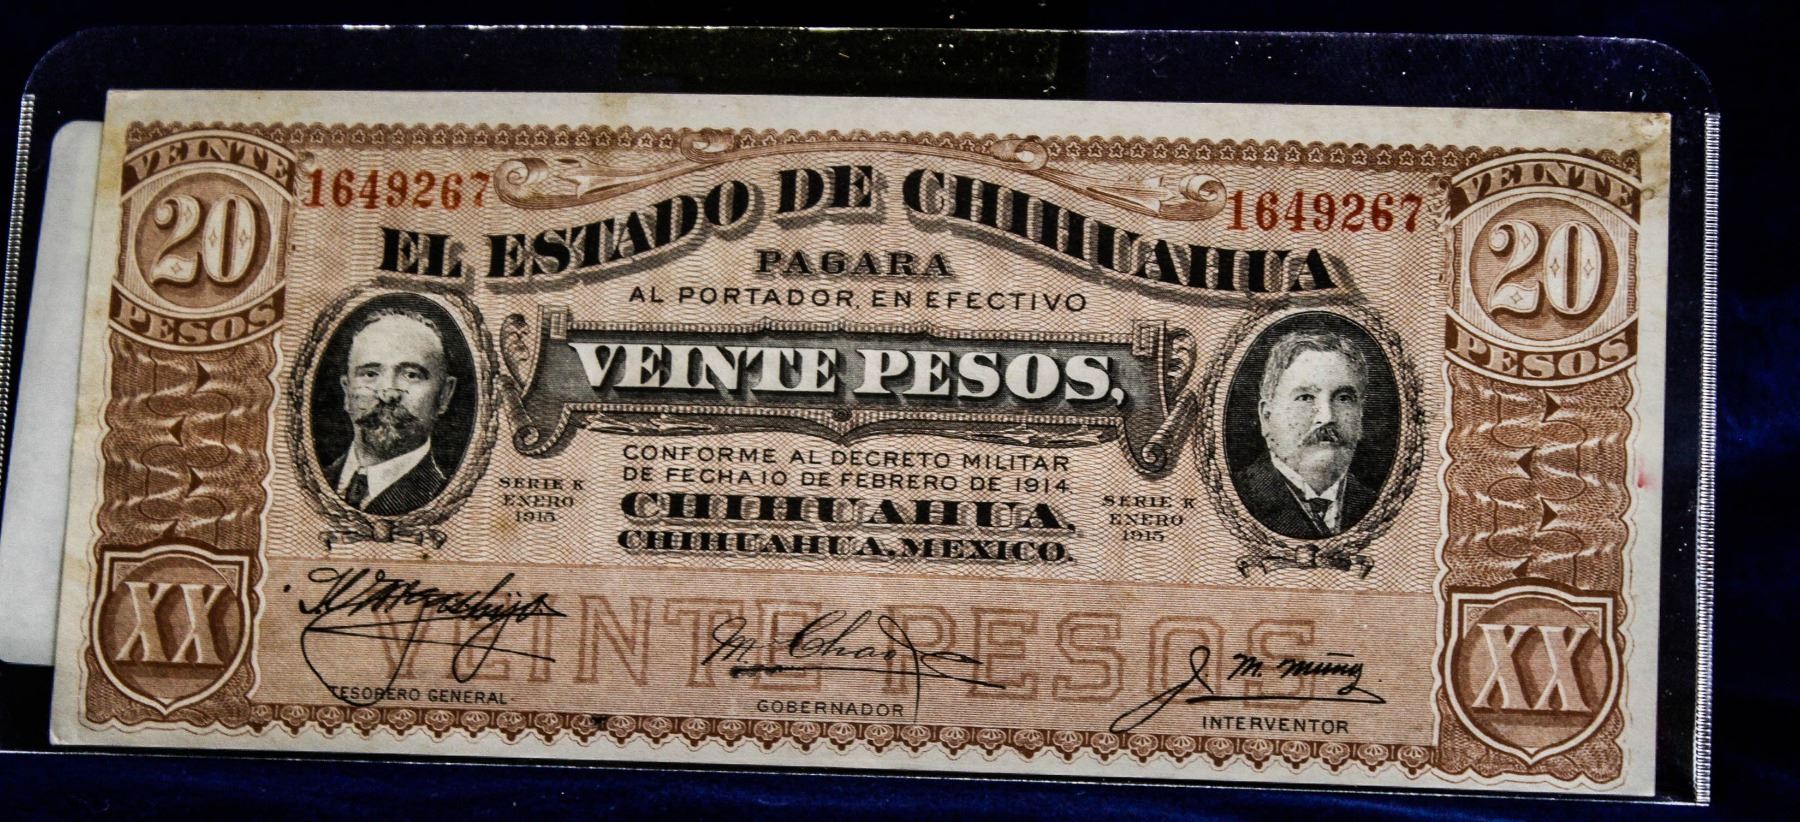 VEINTE
20
PESOS
1649267
EL ESTADO DE CHIHUAHUA
1649267
VEINTE
20
PESOS
PAGARA
AL PORTADOR, EN EFECTIVO
VEINTE PESOS,
CONFORME AL DECRETO MILITAR
DE FECHA 10 DE FEBRERO DE 1914.
CHIHUAHUA,
CHIHUAHUA, MEXICO.
SERIE K
ENERO
1915
SERIE K
ENERO
1915
XX
VEINTE PESOS
XX
TESORERO GENERAL
M. Chao
GOBERNADOR
J. M. Muñoz
INTERVENTOR